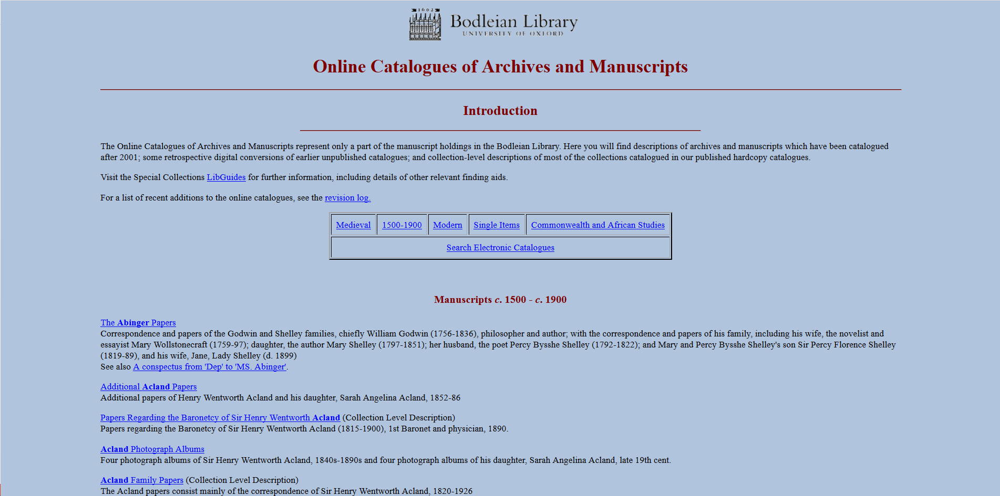 1602
Bodleian Library
UNIVERSITY OF OXFORD
Online Catalogues of Archives and Manuscripts
Introduction
The Online Catalogues of Archives and Manuscripts represent only a part of the manuscript holdings in the Bodleian Library. Here you will find descriptions of archives and manuscripts which have been catalogued
after 2001; some retrospective digital conversions of earlier unpublished catalogues; and collection-level descriptions of most of the collections catalogued in our published hardcopy catalogues.
Visit the Special Collections LibGuides for further information, including details of other relevant finding aids.
For a list of recent additions to the online catalogues, see the revision log.
Medieval 1500-1900 Modern Single Items Commonwealth and African Studies
Search Electronic Catalogues
Manuscripts c. 1500 - c. 1900
The Abinger Papers
Correspondence and papers of the Godwin and Shelley families, chiefly William Godwin (1756-1836), philosopher and author; with the correspondence and papers of his family, including his wife, the novelist and
essayist Mary Wollstonecraft (1759-97); daughter, the author Mary Shelley (1797-1851); her husband, the poet Percy Bysshe Shelley (1792-1822); and Mary and Percy Bysshe Shelley's son Sir Percy Florence Shelley
(1819-89), and his wife, Jane, Lady Shelley (d. 1899)
See also A conspectus from 'Dep' to 'MS. Abinger'.
Additional Acland Papers
Additional papers of Henry Wentworth Acland and his daughter, Sarah Angelina Acland, 1852-86
Papers Regarding the Baronetcy of Sir Henry Wentworth Acland (Collection Level Description)
Papers regarding the Baronetcy of Sir Henry Wentworth Acland (1815-1900), 1st Baronet and physician, 1890.
Acland Photograph Albums
Four photograph albums of Sir Henry Wentworth Acland, 1840s-1890s and four photograph albums of his daughter, Sarah Angelina Acland, late 19th cent.
Acland Family Papers (Collection Level Description)
The Acland papers consist mainly of the correspondence of Sir Henry Wentworth Acland, 1820-1926